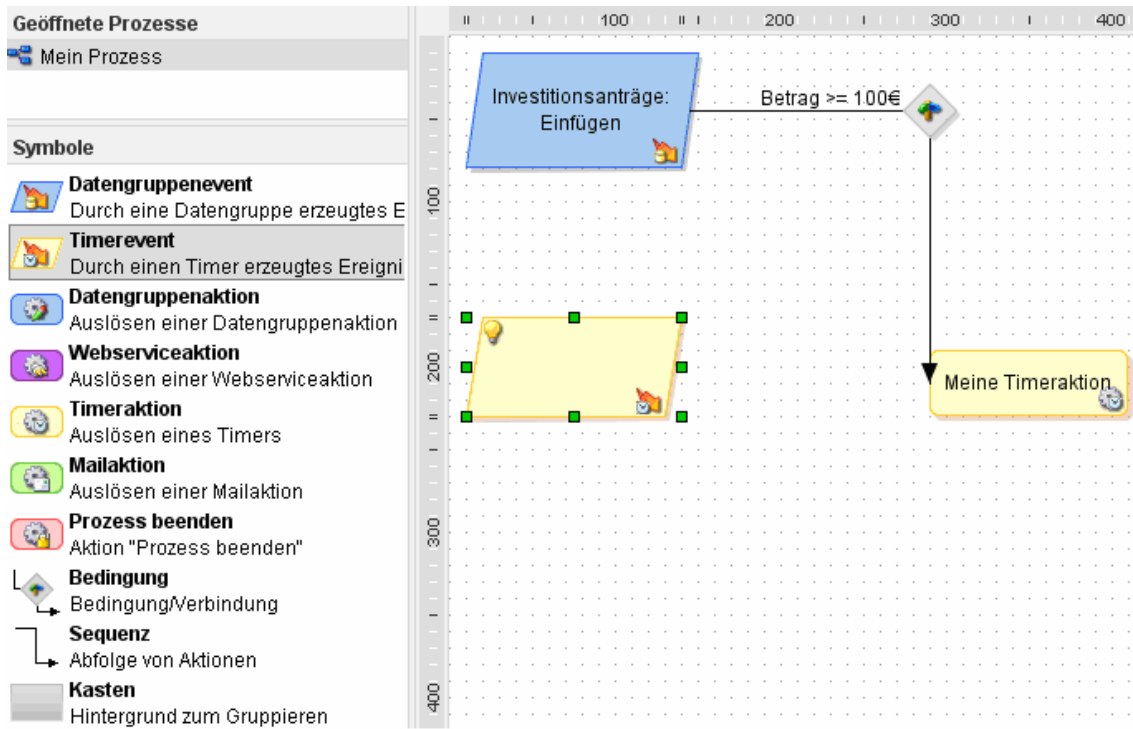 Geöffnete Prozesse
Mein Prozess
Symbole
Datengruppenevent
Durch eine Datengruppe erzeugtes E
Timerevent
Durch einen Timer erzeugtes Ereigni
Datengruppenaktion
Auslösen einer Datengruppenaktion
Webserviceaktion
Auslösen einer Webserviceaktion
Timeraktion
Auslösen eines Timers
Mailaktion
Auslösen einer Mailaktion
Prozess beenden
Aktion "Prozess beenden"
Bedingung
Bedingung/Verbindung
Sequenz
Abfolge von Aktionen
Kasten
Hintergrund zum Gruppieren
100 200 300 400
100
200
300
400
Investitionsanträge:
Einfügen
Betrag >= 100€
Meine Timeraktion